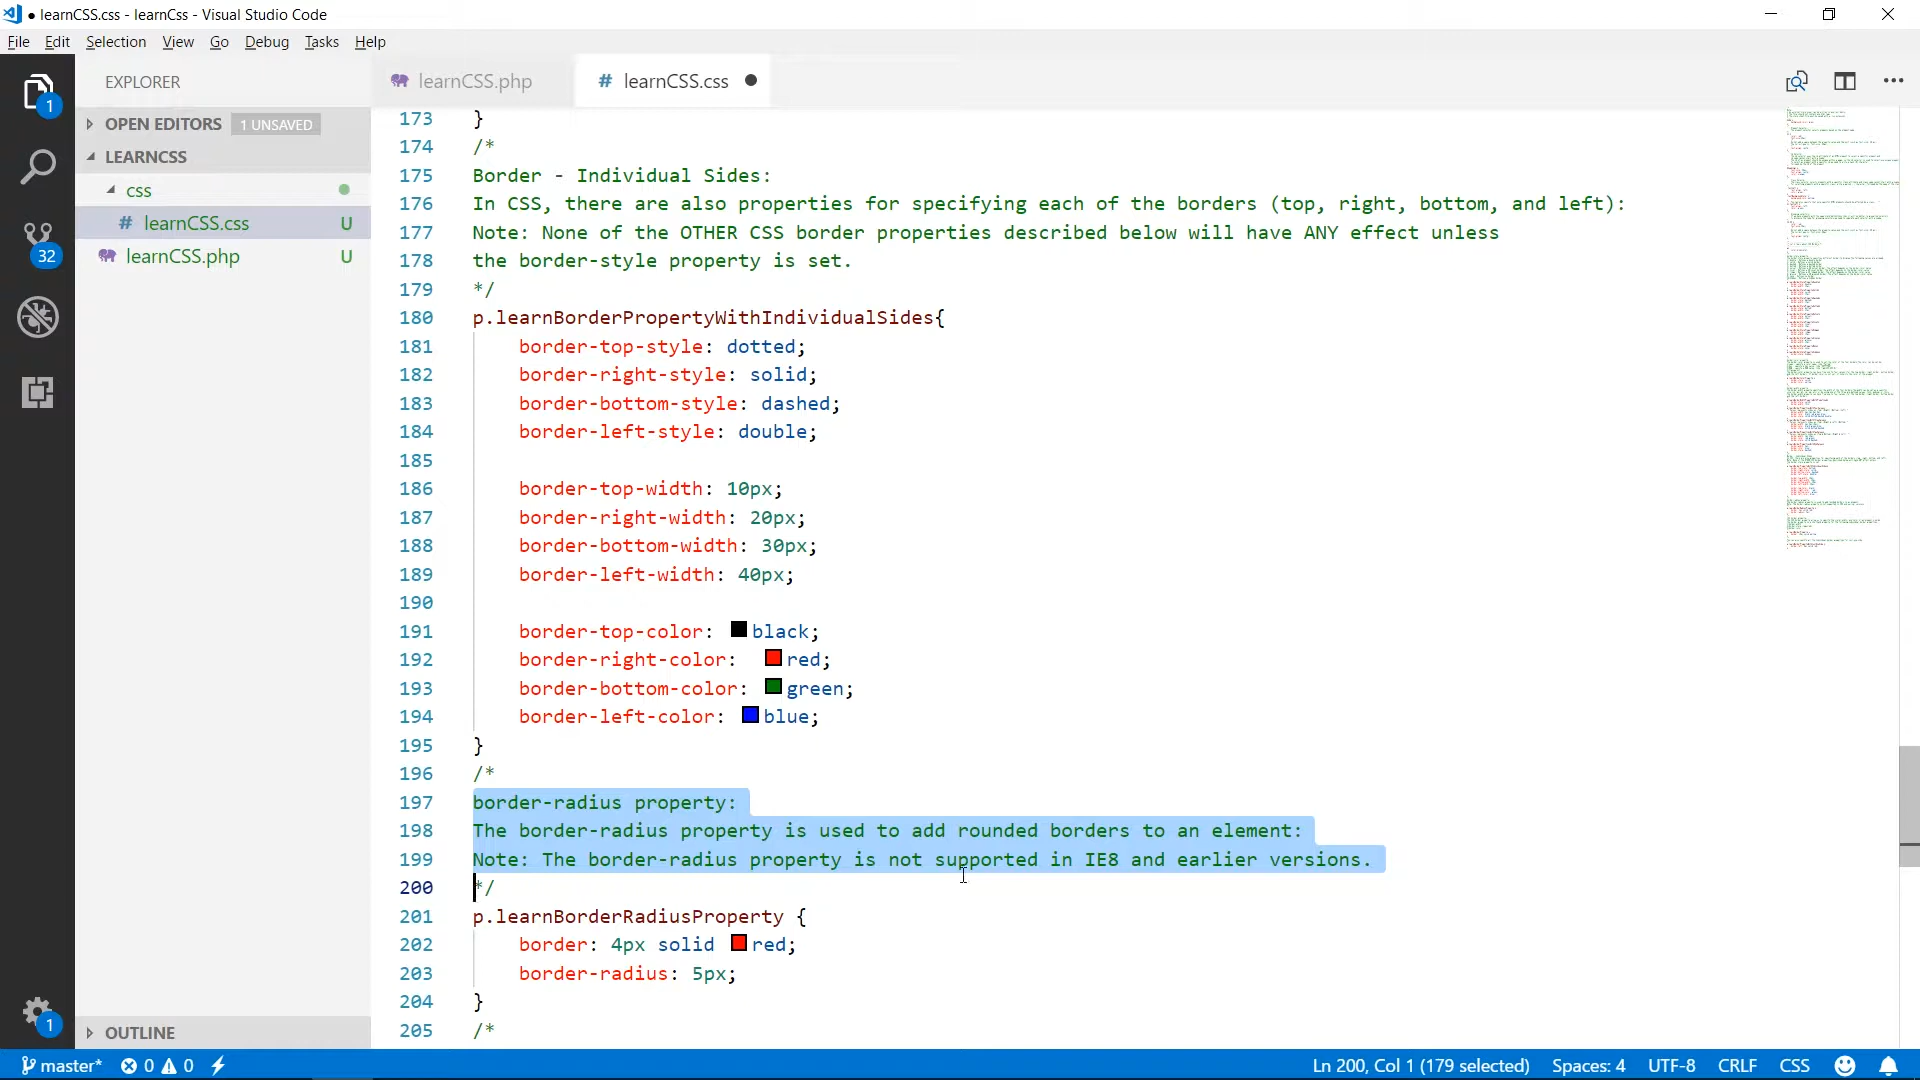 ● learnCSS.css - learnCss - Visual Studio Code
File Edit Selection View Go Debug Tasks Help
EXPLORER
learnCSS.php
# learnCSS.css ●
1
OPEN EDITORS 1 UNSAVED
LEARNCSS
css
# learnCSS.css U
learnCSS.php U
32
173 }
174 /*
175 Border - Individual Sides:
176 In CSS, there are also properties for specifying each of the borders (top, right, bottom, and left):
177 Note: None of the OTHER CSS border properties described below will have ANY effect unless
178 the border-style property is set.
179 */
180 p.learnBorderPropertyWithIndividualSides{
181 border-top-style: dotted;
182 border-right-style: solid;
183 border-bottom-style: dashed;
184 border-left-style: double;
185
186 border-top-width: 10px;
187 border-right-width: 20px;
188 border-bottom-width: 30px;
189 border-left-width: 40px;
190
191 border-top-color: black;
192 border-right-color: red;
193 border-bottom-color: green;
194 border-left-color: blue;
195 }
196 /*
197 border-radius property:
198 The border-radius property is used to add rounded borders to an element:
199 Note: The border-radius property is not supported in IE8 and earlier versions.
200 */
201 p.learnBorderRadiusProperty {
202 border: 4px solid red;
203 border-radius: 5px;
204 }
205 /*
1
OUTLINE
master* 0 0 Ln 200, Col 1 (179 selected) Spaces: 4 UTF-8 CRLF CSS